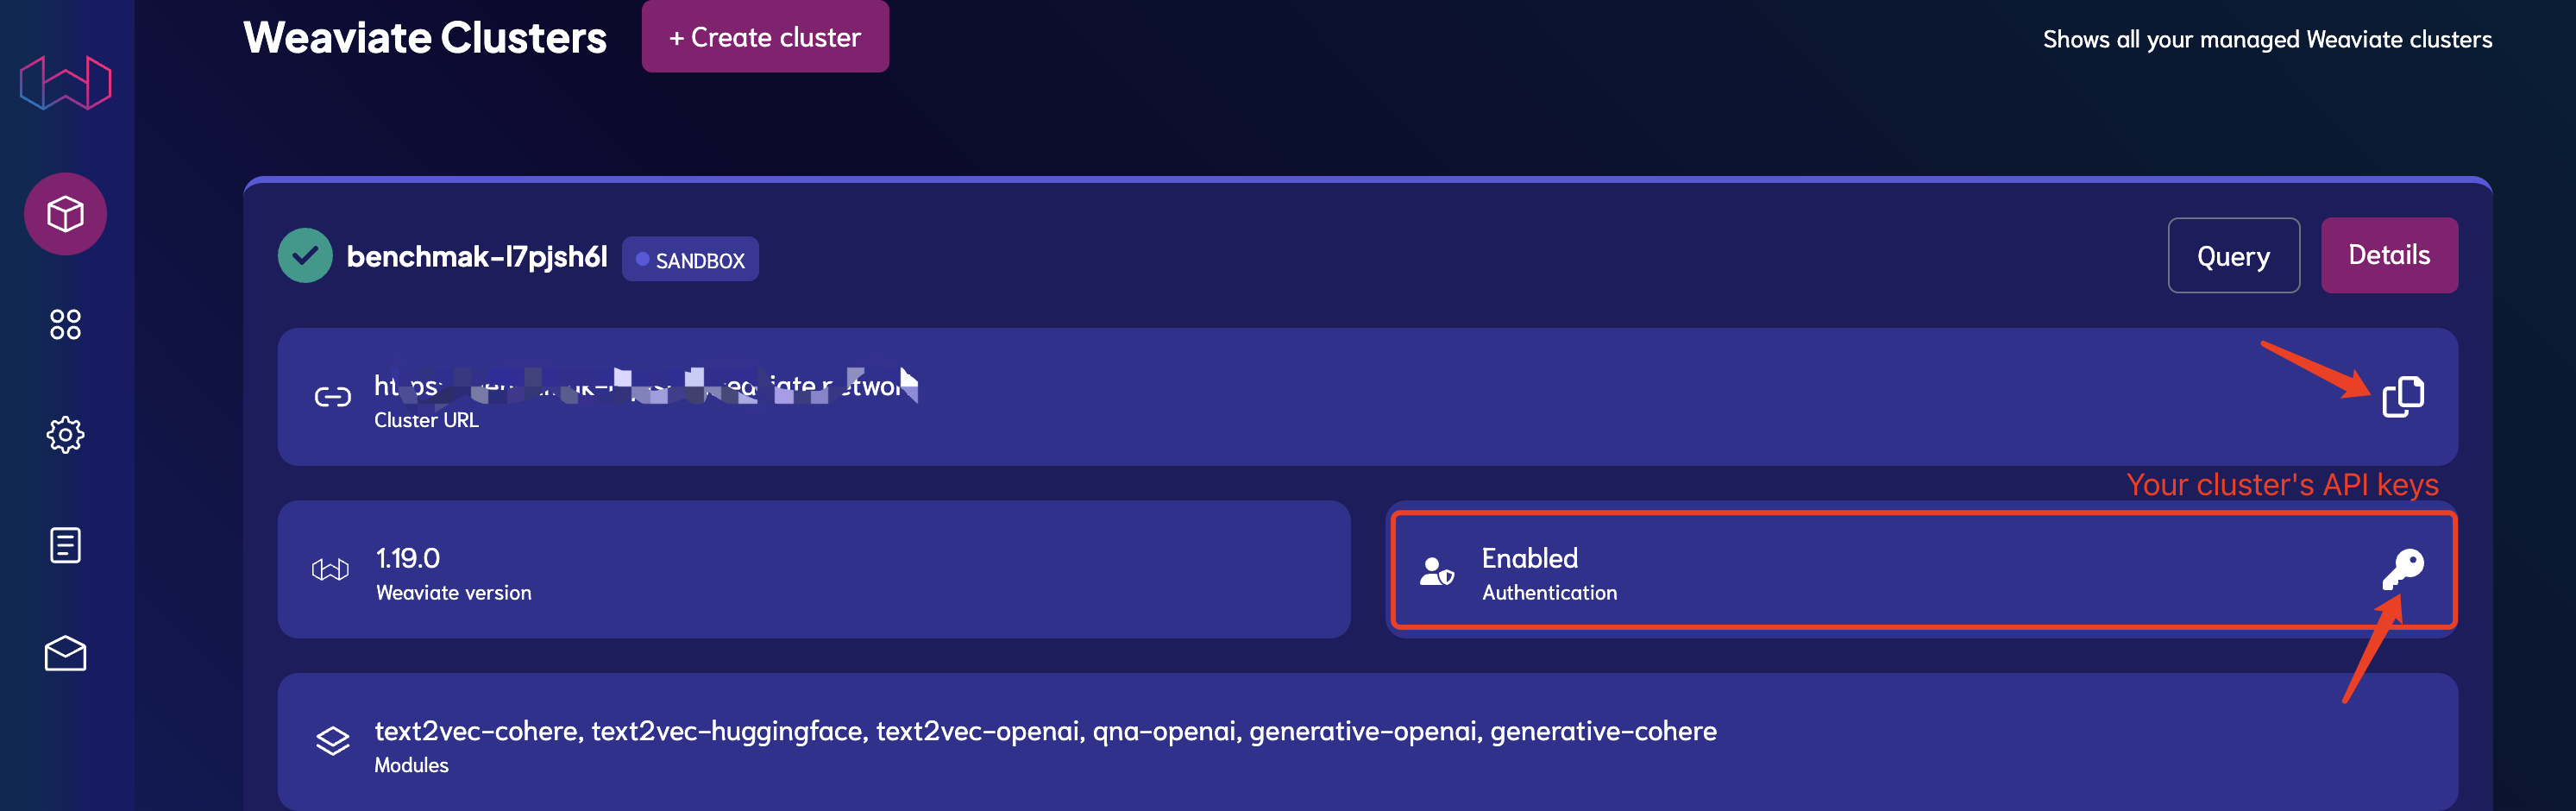 Weaviate Clusters
+ Create cluster
Shows all your managed Weaviate clusters
benchmak-l7pjsh6l
SANDBOX
Query
Details
Cluster URL
Your cluster's API keys
1.19.0
Weaviate version
Enabled
Authentication
text2vec-cohere, text2vec-huggingface, text2vec-openai, qna-openai, generative-openai, generative-cohere
Modules